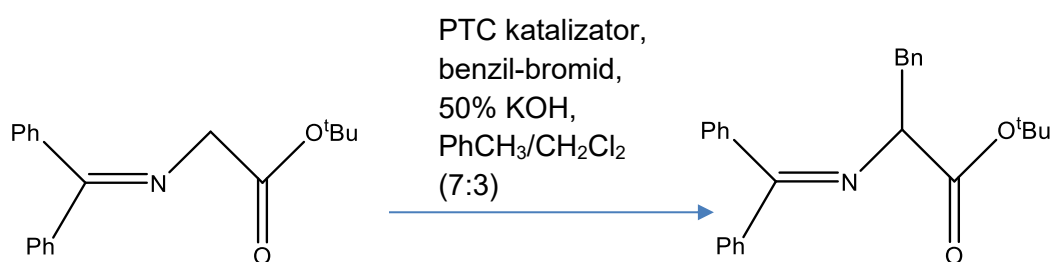 PTC katalizator,
benzil-bromid,
50% KOH,
PhCH₃/CH₂Cl₂
(7:3)
Ph
Ph
N
O
OᵗBu
Bn
Ph
Ph
N
O
OᵗBu